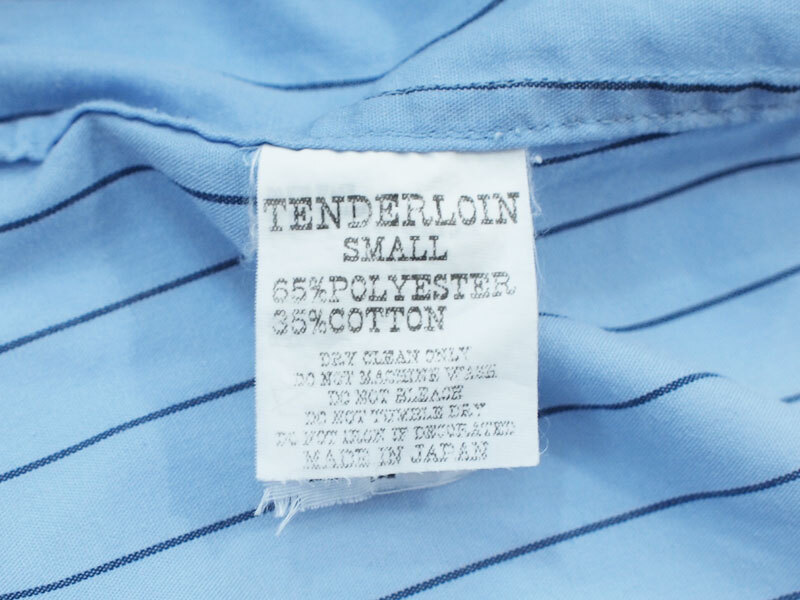 TENDERLOIN
SMALL
65%POLYESTER
35%COTTON
DRY CLEAN ONLY
DO NOT MACHINE WASH
DO NOT BLEACH
DO NOT TUMBLE DRY
DO NOT IRON IF DECORATED
MADE IN JAPAN